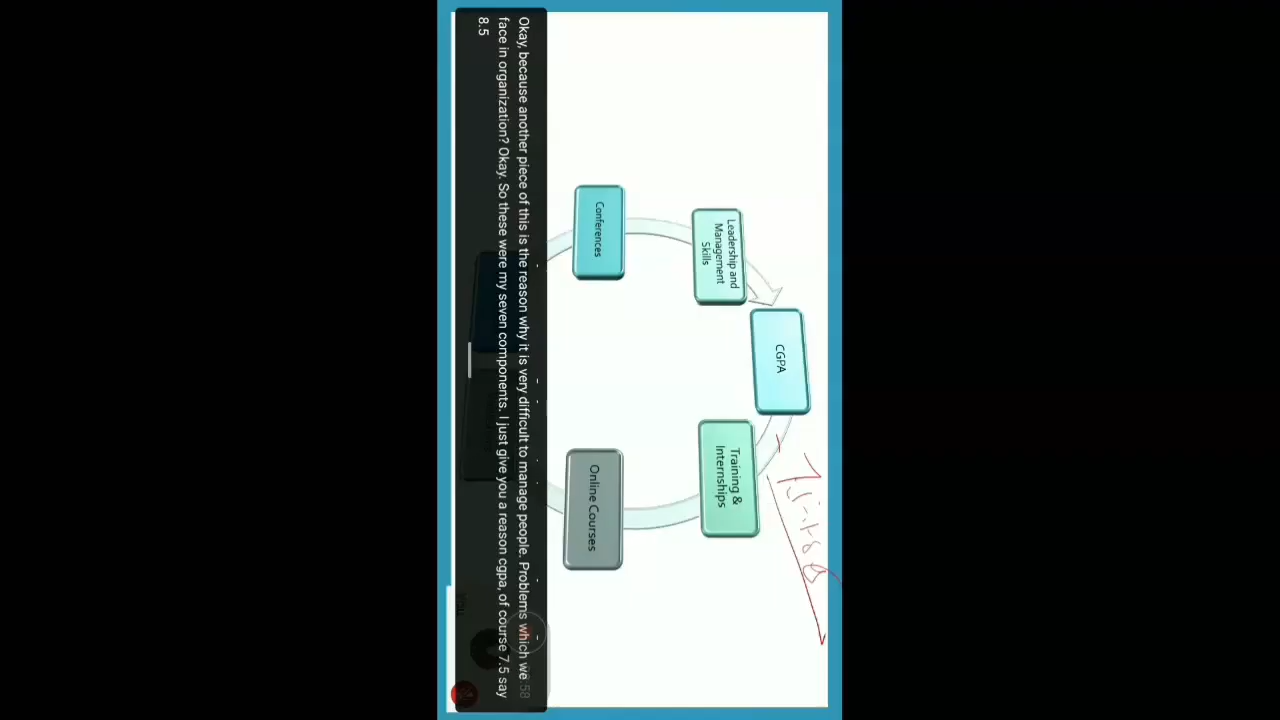 CGPA
Leadership and
Management
Skills
Training &
Internships
Conferences
Online Courses
Okay, because another piece of this is the reason why it is very difficult to manage people. Problems which we
face in organization? Okay. So these were my seven components. I just give you a reason cgpa, of course 7.5 say
8.5